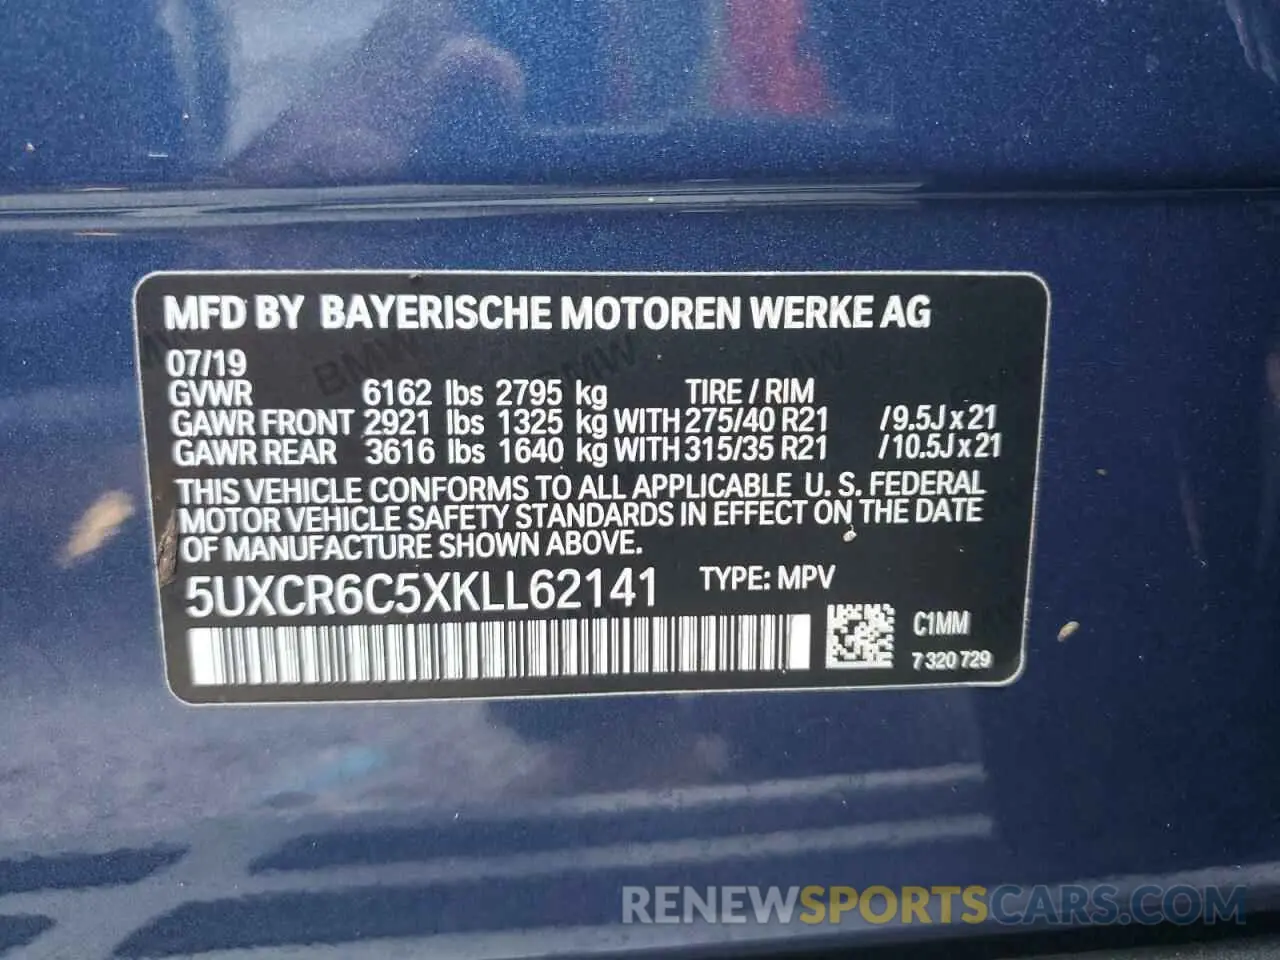 MFD BY BAYERISCHE MOTOREN WERKE AG
07/19
GVWR 6162 lbs 2795 kg TIRE / RIM
GAWR FRONT 2921 lbs 1325 kg WITH 275/40 R21 /9.5J x 21
GAWR REAR 3616 lbs 1640 kg WITH 315/35 R21 /10.5J x 21
THIS VEHICLE CONFORMS TO ALL APPLICABLE U. S. FEDERAL
MOTOR VEHICLE SAFETY STANDARDS IN EFFECT ON THE DATE
OF MANUFACTURE SHOWN ABOVE.
5UXCR6C5XKLL62141 TYPE: MPV
C1MM
7 320 729
RENEWSPORTSCARS.COM